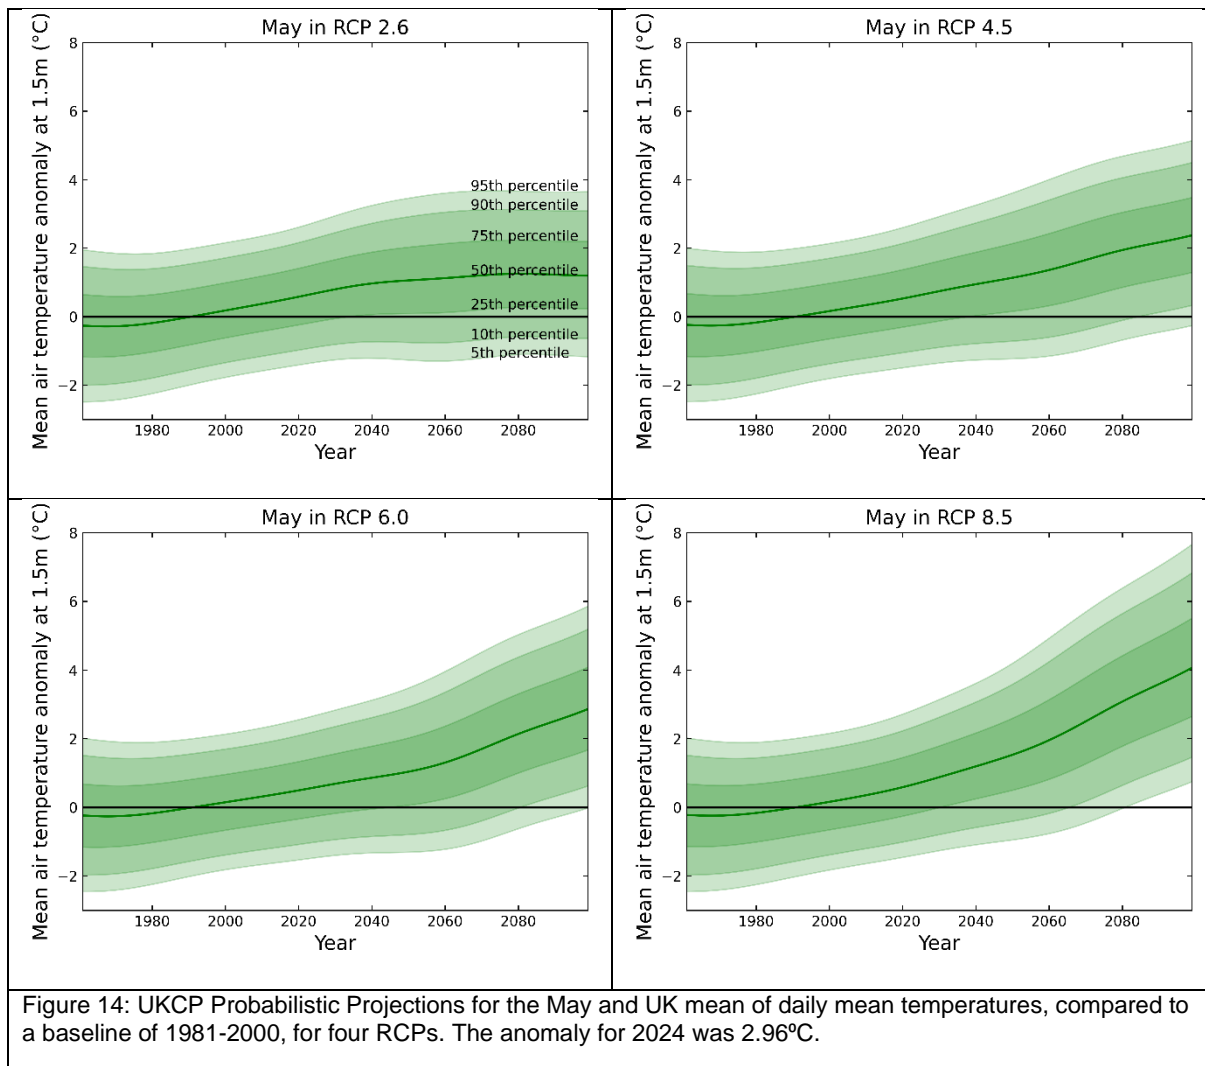 May in RCP 2.6
Mean air temperature anomaly at 1.5m (°C)
8
6
4
2
0
−2
95th percentile
90th percentile
75th percentile
50th percentile
25th percentile
10th percentile
5th percentile
1980 2000 2020 2040 2060 2080
Year
May in RCP 4.5
Mean air temperature anomaly at 1.5m (°C)
8
6
4
2
0
−2
1980 2000 2020 2040 2060 2080
Year
May in RCP 6.0
Mean air temperature anomaly at 1.5m (°C)
8
6
4
2
0
−2
1980 2000 2020 2040 2060 2080
Year
May in RCP 8.5
Mean air temperature anomaly at 1.5m (°C)
8
6
4
2
0
−2
1980 2000 2020 2040 2060 2080
Year
Figure 14: UKCP Probabilistic Projections for the May and UK mean of daily mean temperatures, compared to
a baseline of 1981-2000, for four RCPs. The anomaly for 2024 was 2.96ºC.